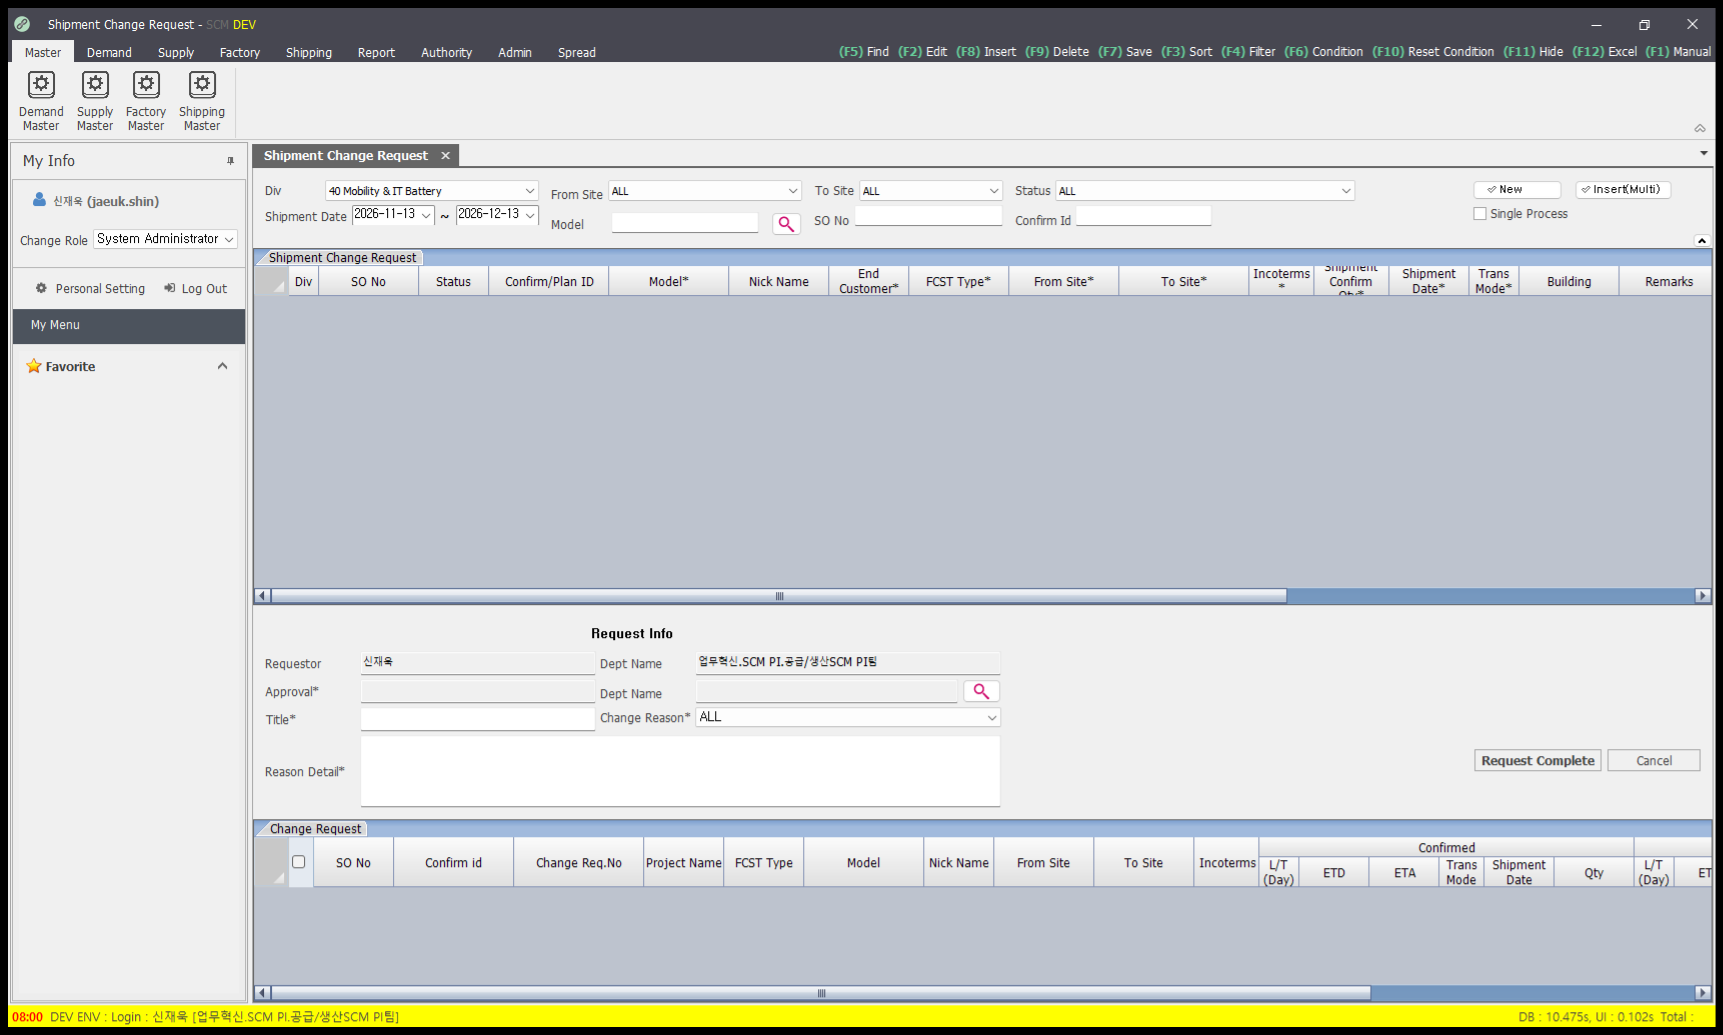 Shipment Change Request - SCM DEV
Master Demand Supply Factory Shipping Report Authority Admin Spread
(F5) Find (F2) Edit (F8) Insert (F9) Delete (F7) Save (F3) Sort (F4) Filter (F6) Condition (F10) Reset Condition (F11) Hide (F12) Excel (F1) Manual
Demand Master
Supply Master
Factory Master
Shipping Master
My Info
신재욱 (jaeuk.shin)
Change Role System Administrator
Personal Setting Log Out
My Menu
Favorite
Shipment Change Request
Div 40 Mobility & IT Battery From Site ALL To Site ALL Status ALL New Insert(Multi)
Shipment Date 2026-11-13 ~ 2026-12-13 Model SO No Confirm Id Single Process
Shipment Change Request
Div SO No Status Confirm/Plan ID Model* Nick Name End Customer* FCST Type* From Site* To Site* Incoterms * Shipment Confirm Qty* Shipment Date* Trans Mode* Building Remarks
Request Info
Requestor 신재욱 Dept Name 업무혁신.SCM PI.공급/생산SCM PI팀
Approval* Dept Name
Title* Change Reason* ALL
Reason Detail*
Request Complete Cancel
Change Request
SO No Confirm id Change Req.No Project Name FCST Type Model Nick Name From Site To Site Incoterms
Confirmed
L/T (Day) ETD ETA Trans Mode Shipment Date Qty L/T (Day) ET
08:00 DEV ENV : Login : 신재욱 [업무혁신.SCM PI.공급/생산SCM PI팀]
DB : 10.475s, UI : 0.102s Total :